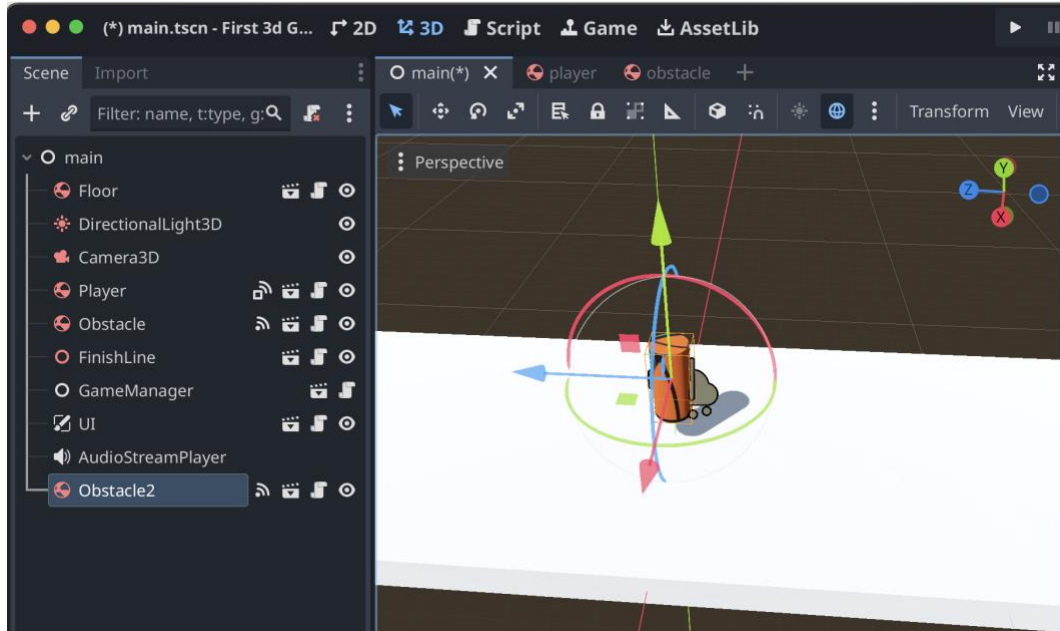 (*) main.tscn - First 3d G... 2D 3D Script Game AssetLib
Scene Import
main(*) player obstacle
Filter: name, t:type, g:
Transform View
Perspective
main
Floor
DirectionalLight3D
Camera3D
Player
Obstacle
FinishLine
GameManager
UI
AudioStreamPlayer
Obstacle2
Y
Z
X